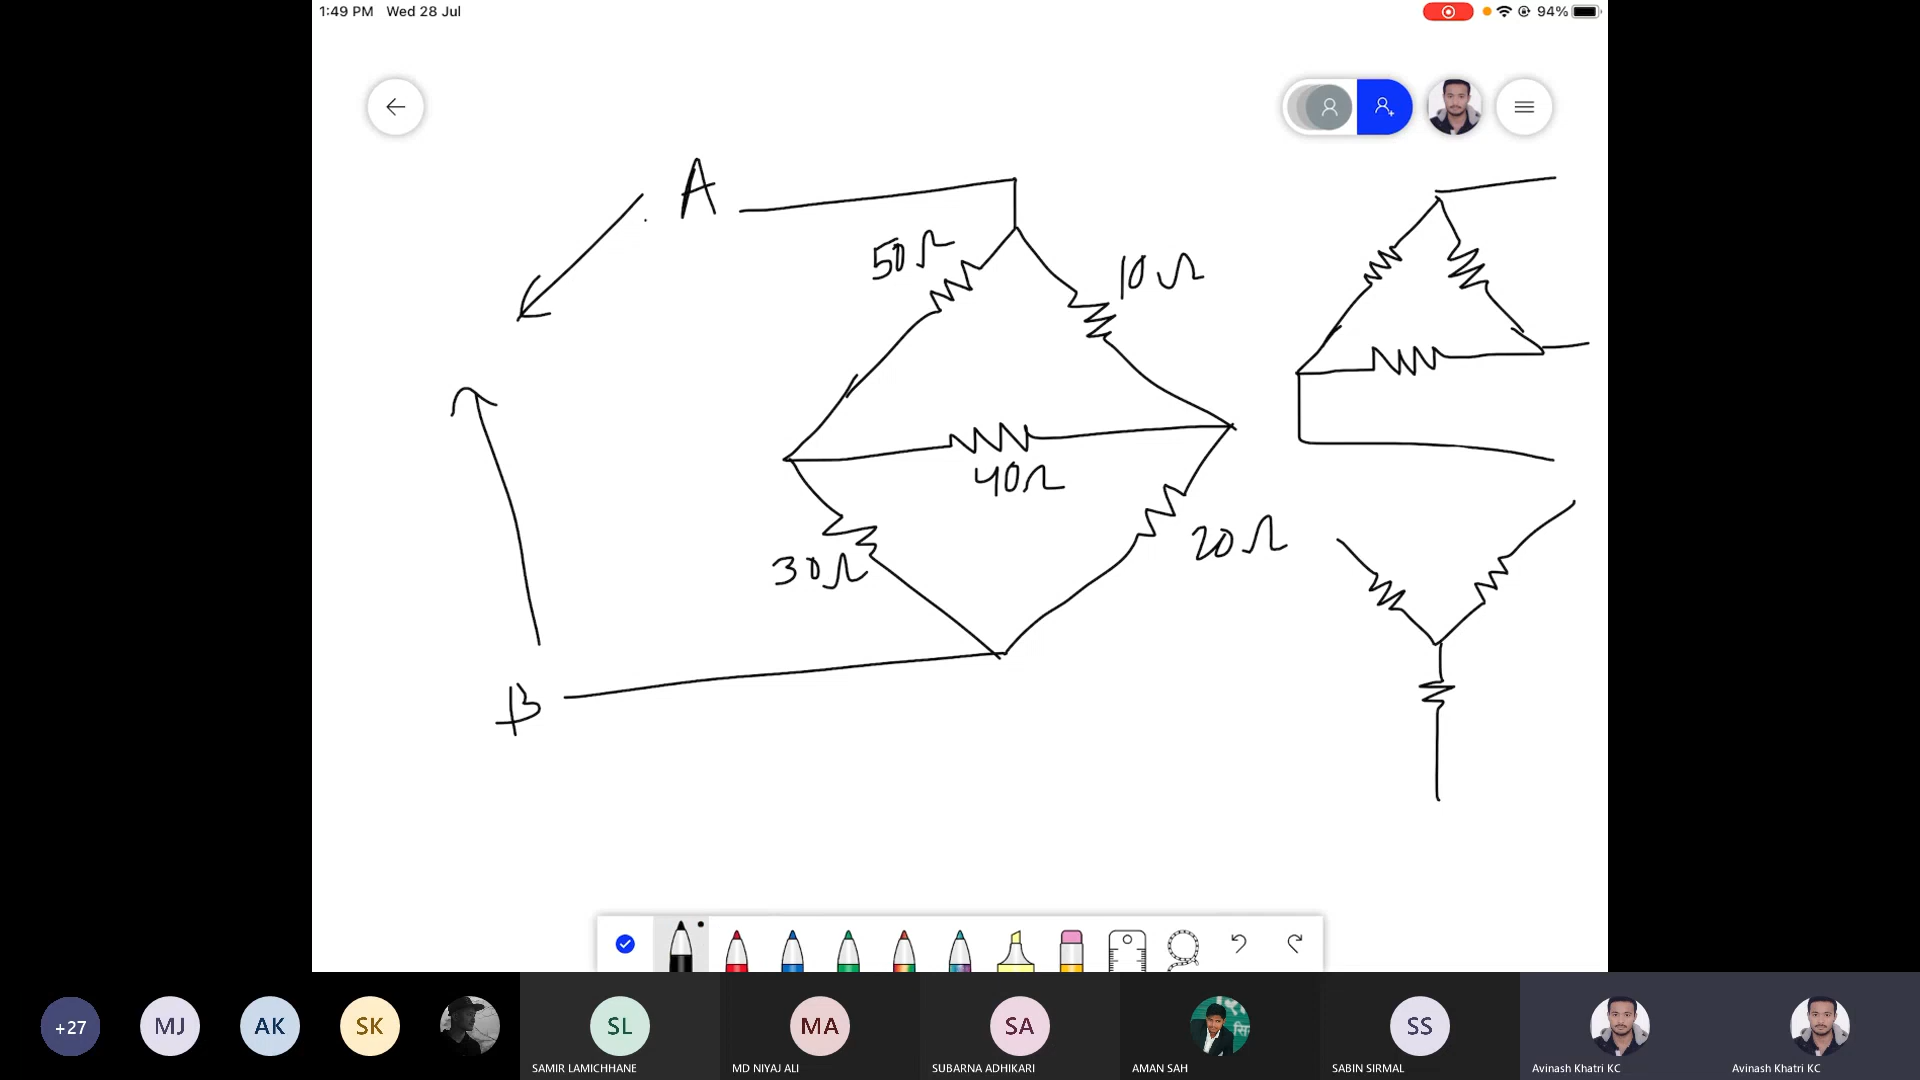 1:49 PM Wed 28 Jul
94%
A
50Ω
10Ω
40Ω
30Ω
20Ω
B
+27
MJ
AK
SK
SL
MA
SA
SS
SAMIR LAMICHHANE
MD NIYAJ ALI
SUBARNA ADHIKARI
AMAN SAH
SABIN SIRMAL
Avinash Khatri KC
Avinash Khatri KC